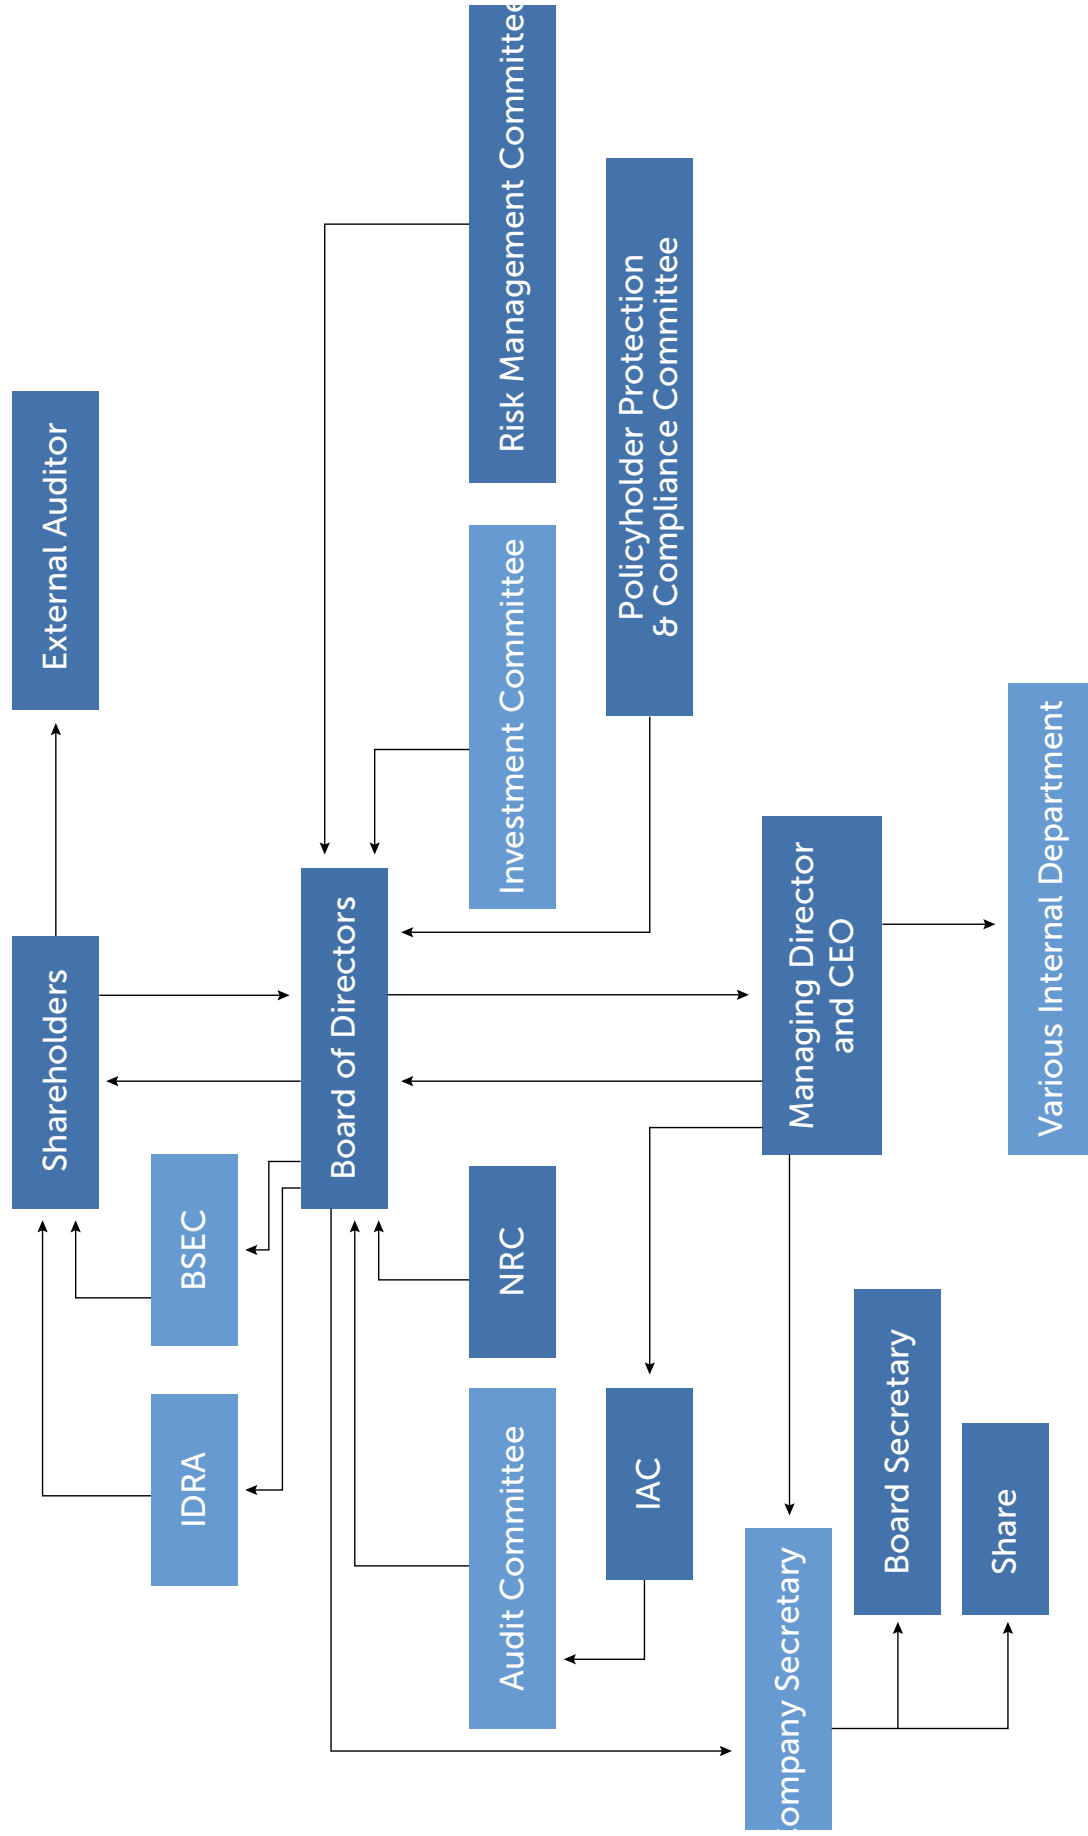 Shareholders
External Auditor
IDRA
BSEC
Board of Directors
Audit Committee
NRC
Investment Committee
Risk Management Committee
IAC
Policyholder Protection
& Compliance Committee
ompany Secretary
Managing Director
and CEO
Board Secretary
Share
Various Internal Department